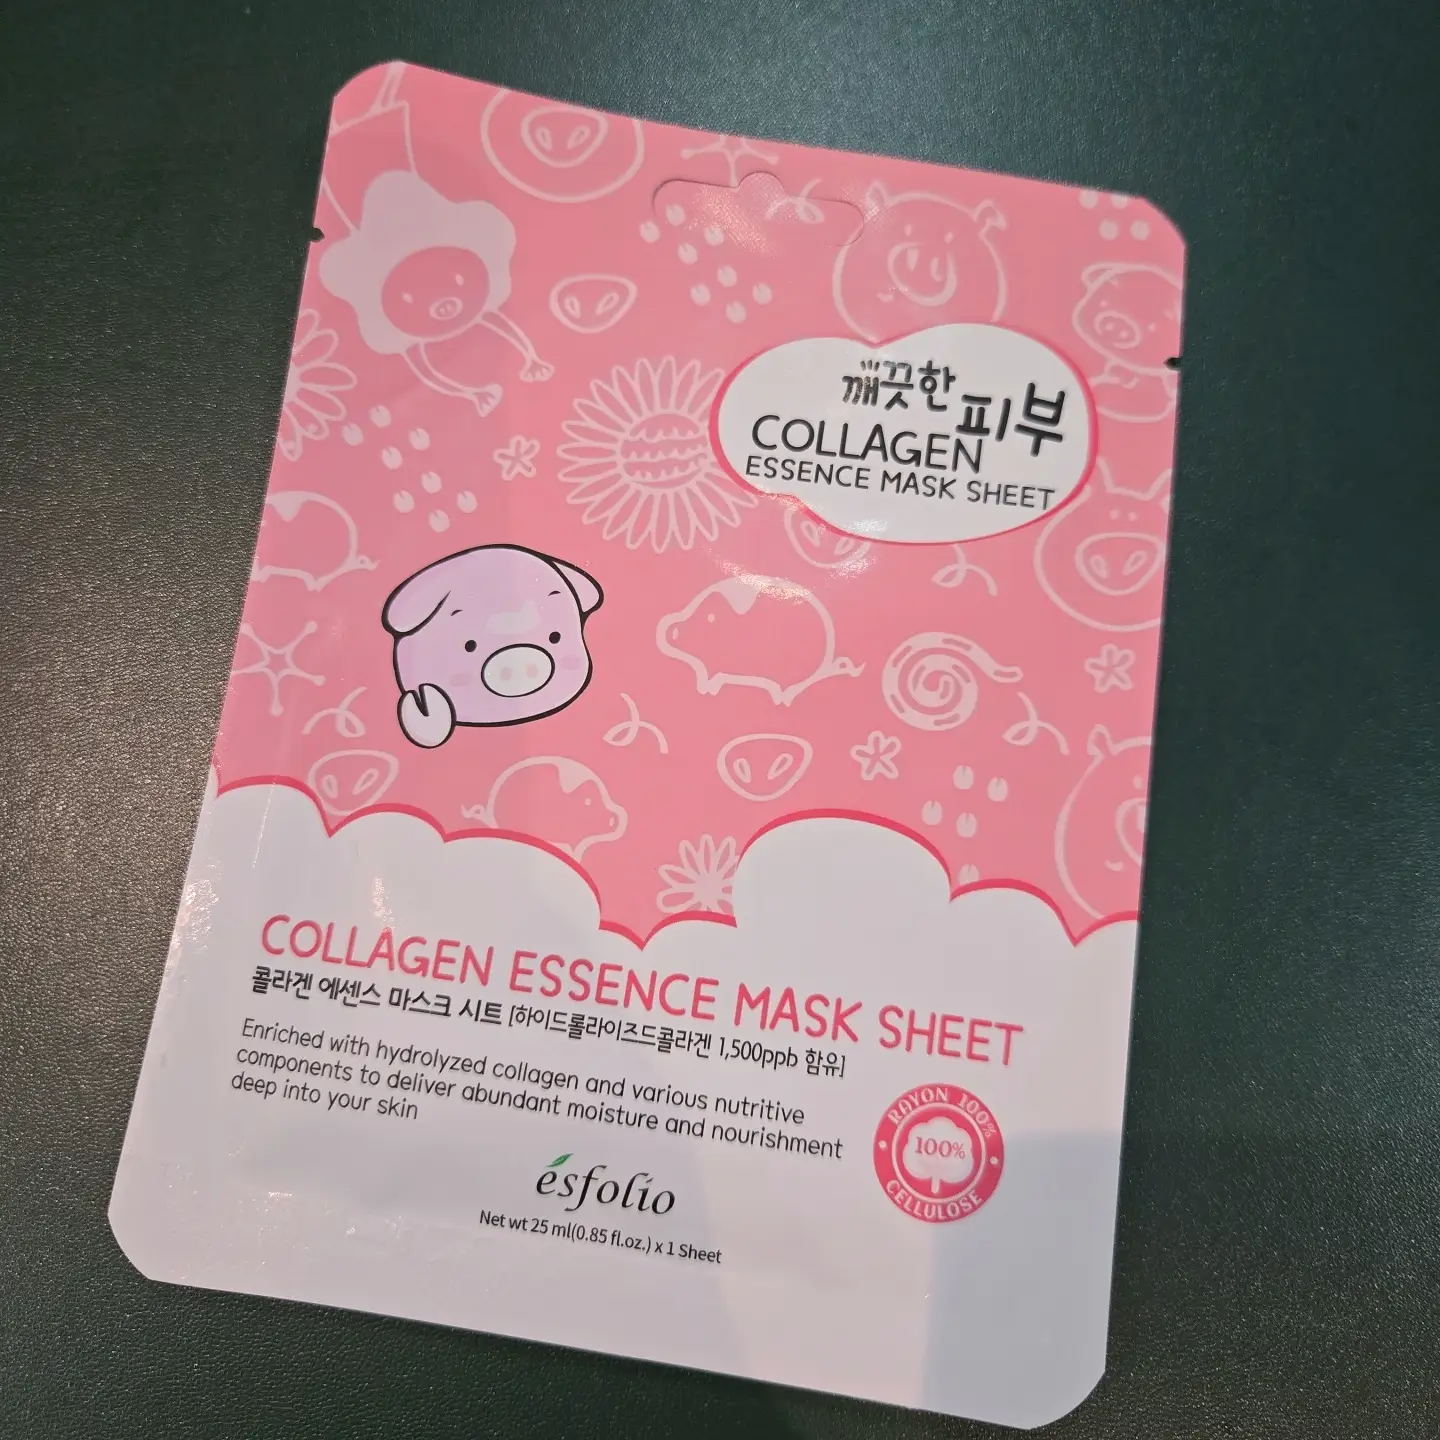 깨끗한 피부
COLLAGEN
ESSENCE MASK SHEET
COLLAGEN ESSENCE MASK SHEET
콜라겐 에센스 마스크 시트 [하이드롤라이즈드콜라겐 1,500ppb 함유]
Enriched with hydrolyzed collagen and various nutritive
components to deliver abundant moisture and nourishment
deep into your skin
RAYON 100%
100%
CELLULOSE
ésfolío
Net wt 25 ml(0.85 fl.oz.) x 1 Sheet